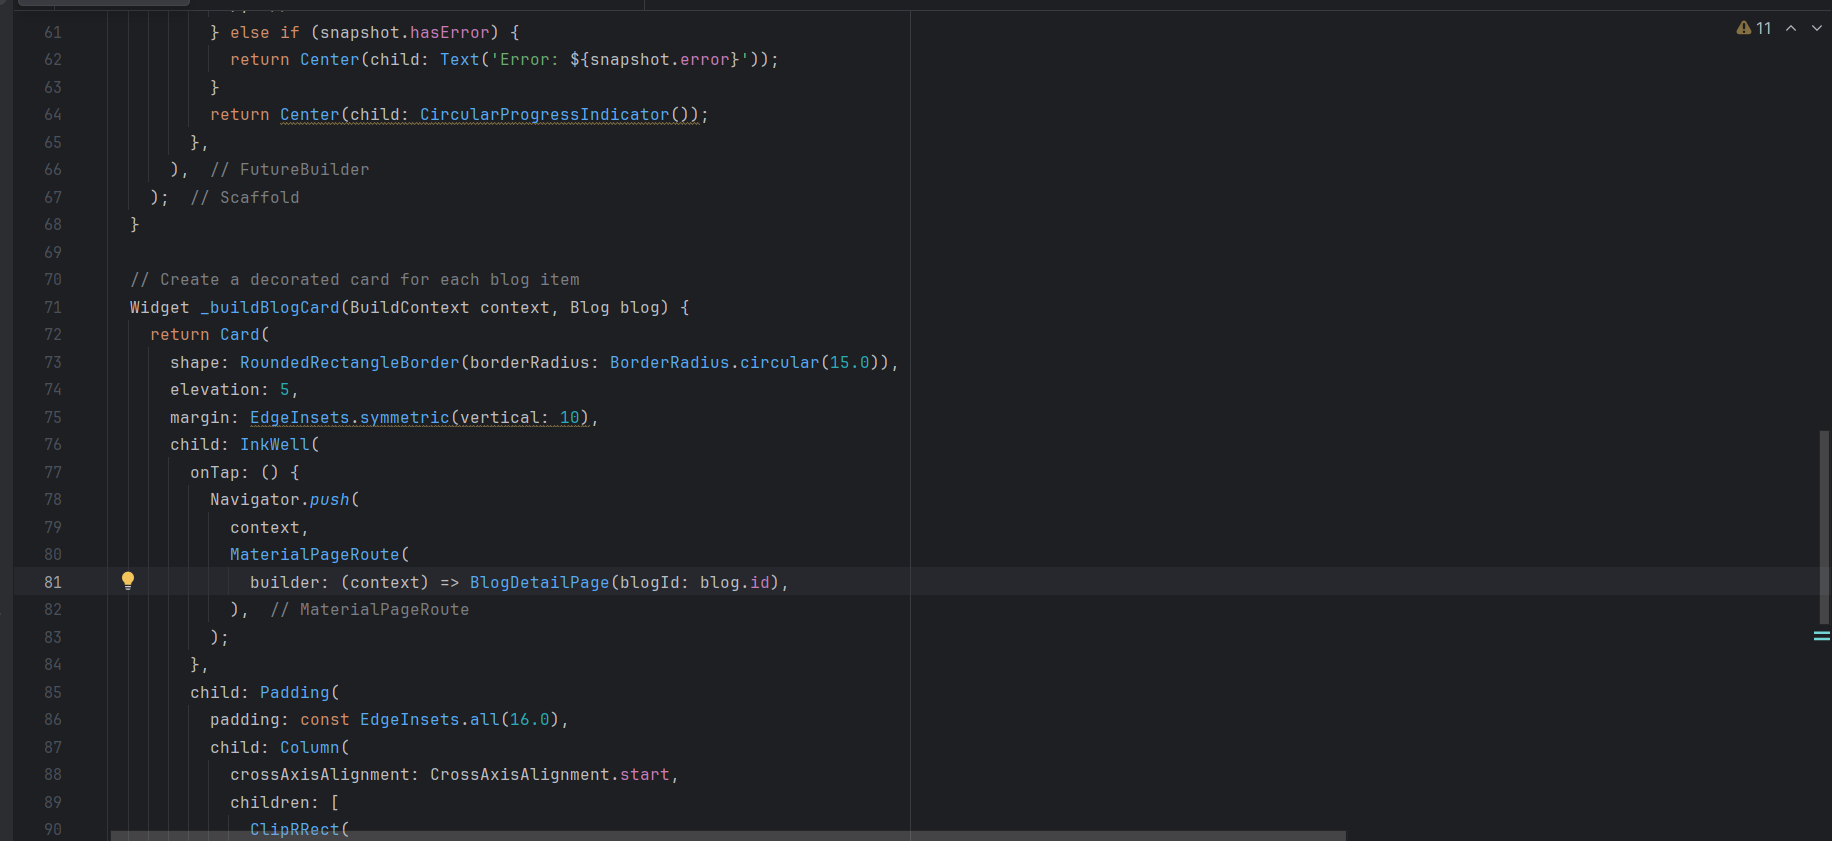 11
61 } else if (snapshot.hasError) {
62 return Center(child: Text('Error: ${snapshot.error}'));
63 }
64 return Center(child: CircularProgressIndicator());
65 },
66 ), // FutureBuilder
67 ); // Scaffold
68 }
69
70 // Create a decorated card for each blog item
71 Widget _buildBlogCard(BuildContext context, Blog blog) {
72 return Card(
73 shape: RoundedRectangleBorder(borderRadius: BorderRadius.circular(15.0)),
74 elevation: 5,
75 margin: EdgeInsets.symmetric(vertical: 10),
76 child: InkWell(
77 onTap: () {
78 Navigator.push(
79 context,
80 MaterialPageRoute(
81 builder: (context) => BlogDetailPage(blogId: blog.id),
82 ), // MaterialPageRoute
83 );
84 },
85 child: Padding(
86 padding: const EdgeInsets.all(16.0),
87 child: Column(
88 crossAxisAlignment: CrossAxisAlignment.start,
89 children: [
90 ClipRRect(